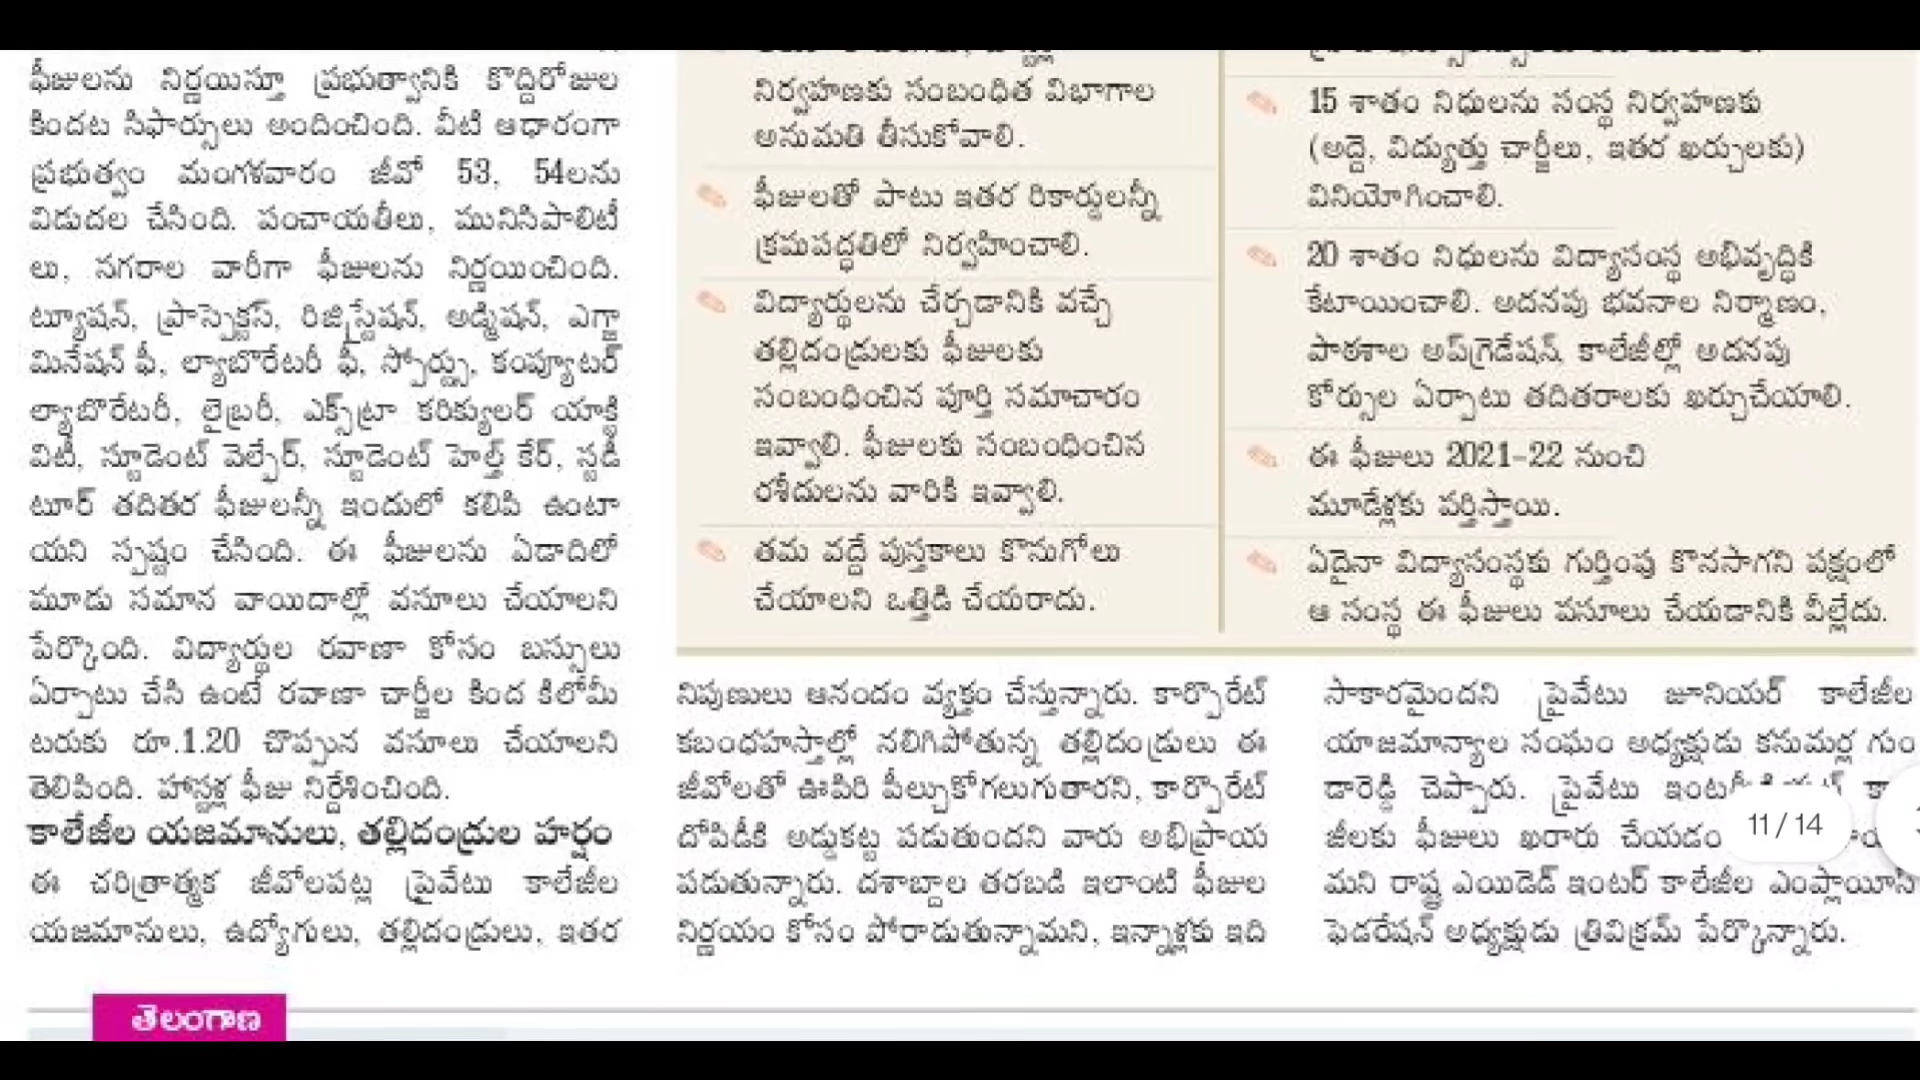 ఫీజులను నిర్ణయిస్తూ ప్రభుత్వానికి కొద్దిరోజుల
కిందట సిఫార్సులు అందించింది. వీటి ఆధారంగా
ప్రభుత్వం మంగళవారం జీవో 53, 54లను
విడుదల చేసింది. పంచాయతీలు, మునిసిపాలిటీ
లు, నగరాల వారీగా ఫీజులను నిర్ణయించింది.
ట్యూషన్, ప్రాస్పెక్టస్, రిజిస్ట్రేషన్, అడ్మిషన్, ఎగ్జా
మినేషన్ ఫీ, ల్యాబొరేటరీ ఫీ, స్పోర్ట్సు, కంప్యూటర్
ల్యాబొరేటరీ, లైబ్రరీ, ఎక్స్‌ట్రా కరిక్యులర్ యాక్టి
విటీ, స్టూడెంట్ వెల్ఫేర్, స్టూడెంట్ హెల్త్ కేర్, స్టడీ
టూర్ తదితర ఫీజులన్నీ ఇందులో కలిపి ఉంటా
యని స్పష్టం చేసింది. ఈ ఫీజులను ఏడాదిలో
మూడు సమాన వాయిదాల్లో వసూలు చేయాలని
పేర్కొంది. విద్యార్థుల రవాణా కోసం బస్సులు
ఏర్పాటు చేసి ఉంటే రవాణా చార్జీల కింద కిలోమీ
టరుకు రూ.1.20 చొప్పున వసూలు చేయాలని
తెలిపింది. హాస్టళ్ల ఫీజు నిర్దేశించింది.
కాలేజీల యజమానులు, తల్లిదండ్రుల హర్షం
ఈ చరిత్రాత్మక జీవోలపట్ల ప్రైవేటు కాలేజీల
యజమానులు, ఉద్యోగులు, తల్లిదండ్రులు, ఇతర
నిర్వహణకు సంబంధిత విభాగాల
అనుమతి తీసుకోవాలి.
ఫీజులతో పాటు ఇతర రికార్డులన్నీ
క్రమపద్ధతిలో నిర్వహించాలి.
విద్యార్థులను చేర్చడానికి వచ్చే
తల్లిదండ్రులకు ఫీజులకు
సంబంధించిన పూర్తి సమాచారం
ఇవ్వాలి. ఫీజులకు సంబంధించిన
రశీదులను వారికి ఇవ్వాలి.
తమ వద్దే పుస్తకాలు కొనుగోలు
చేయాలని ఒత్తిడి చేయరాదు.
15 శాతం నిధులను సంస్థ నిర్వహణకు
(అద్దె, విద్యుత్తు చార్జీలు, ఇతర ఖర్చులకు)
వినియోగించాలి.
20 శాతం నిధులను విద్యాసంస్థ అభివృద్ధికి
కేటాయించాలి. అదనపు భవనాల నిర్మాణం,
పాఠశాల అప్‌గ్రెడేషన్, కాలేజీల్లో అదనపు
కోర్సుల ఏర్పాటు తదితరాలకు ఖర్చుచేయాలి.
ఈ ఫీజులు 2021-22 నుంచి
మూడేళ్లకు వర్తిస్తాయి.
ఏదైనా విద్యాసంస్థకు గుర్తింపు కొనసాగని పక్షంలో
ఆ సంస్థ ఈ ఫీజులు వసూలు చేయడానికి వీల్లేదు.
నిపుణులు ఆనందం వ్యక్తం చేస్తున్నారు. కార్పొరేట్
కబంధహస్తాల్లో నలిగిపోతున్న తల్లిదండ్రులు ఈ
జీవోలతో ఊపిరి పీల్చుకోగలుగుతారని, కార్పొరేట్
దోపిడీకి అడ్డుకట్ట పడుతుందని వారు అభిప్రాయ
పడుతున్నారు. దశాబ్దాల తరబడి ఇలాంటి ఫీజుల
నిర్ణయం కోసం పోరాడుతున్నామని, ఇన్నాళ్లకు ఇది
సాకారమైందని ప్రైవేటు జూనియర్ కాలేజీల
యాజమాన్యాల సంఘం అధ్యక్షుడు కసుమర్ల గుం
డారెడ్డి చెప్పారు. ప్రైవేటు
జీలకు ఫీజులు ఖరారు చేయడం
మని రాష్ట్ర ఎయిడెడ్ ఇంటర్ కాలేజీల ఎంప్లాయీస్
ఫెడరేషన్ అధ్యక్షుడు త్రివిక్రమ్ పేర్కొన్నారు.
11/14
తెలంగాణ